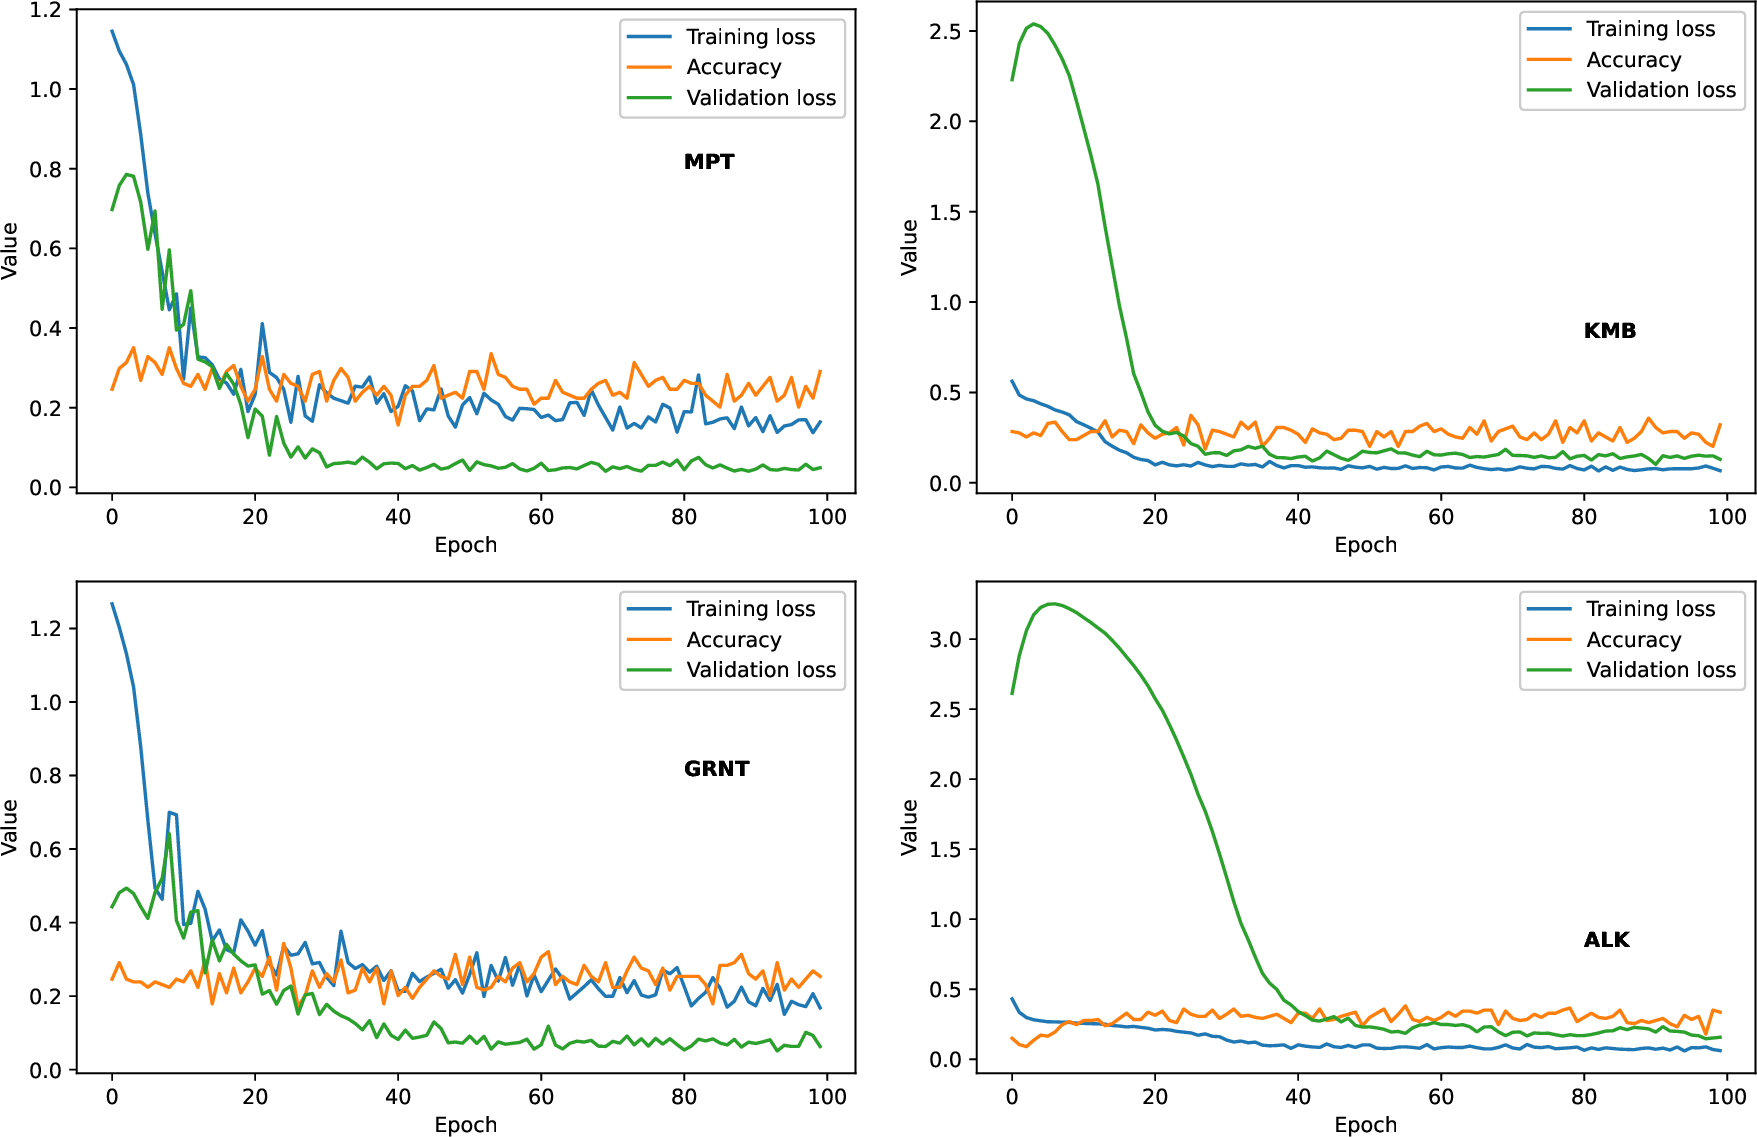 1.2
1.0
0.8
0.6
0.4
0.2
0.0
Value
0 20 40 60 80 100
Epoch
Training loss
Accuracy
Validation loss
MPT
2.5
2.0
1.5
1.0
0.5
0.0
Value
0 20 40 60 80 100
Epoch
Training loss
Accuracy
Validation loss
KMB
1.2
1.0
0.8
0.6
0.4
0.2
0.0
Value
0 20 40 60 80 100
Epoch
Training loss
Accuracy
Validation loss
GRNT
3.0
2.5
2.0
1.5
1.0
0.5
0.0
Value
0 20 40 60 80 100
Epoch
Training loss
Accuracy
Validation loss
ALK